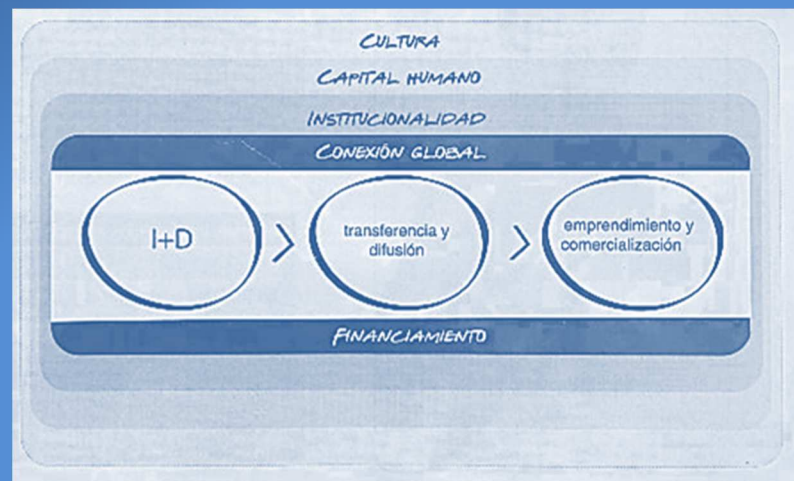 CULTURA
CAPITAL HUMANO
INSTITUCIONALIDAD
CONEXIÓN GLOBAL
I+D
>
transferencia y
difusión
>
emprendimiento y
comercialización
FINANCIAMIENTO